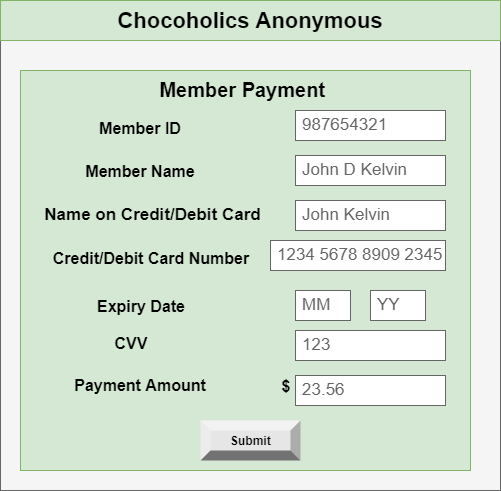 Chocoholics Anonymous
Member Payment
Member ID 987654321
Member Name John D Kelvin
Name on Credit/Debit Card John Kelvin
Credit/Debit Card Number 1234 5678 8909 2345
Expiry Date MM YY
CVV 123
Payment Amount $ 23.56
Submit